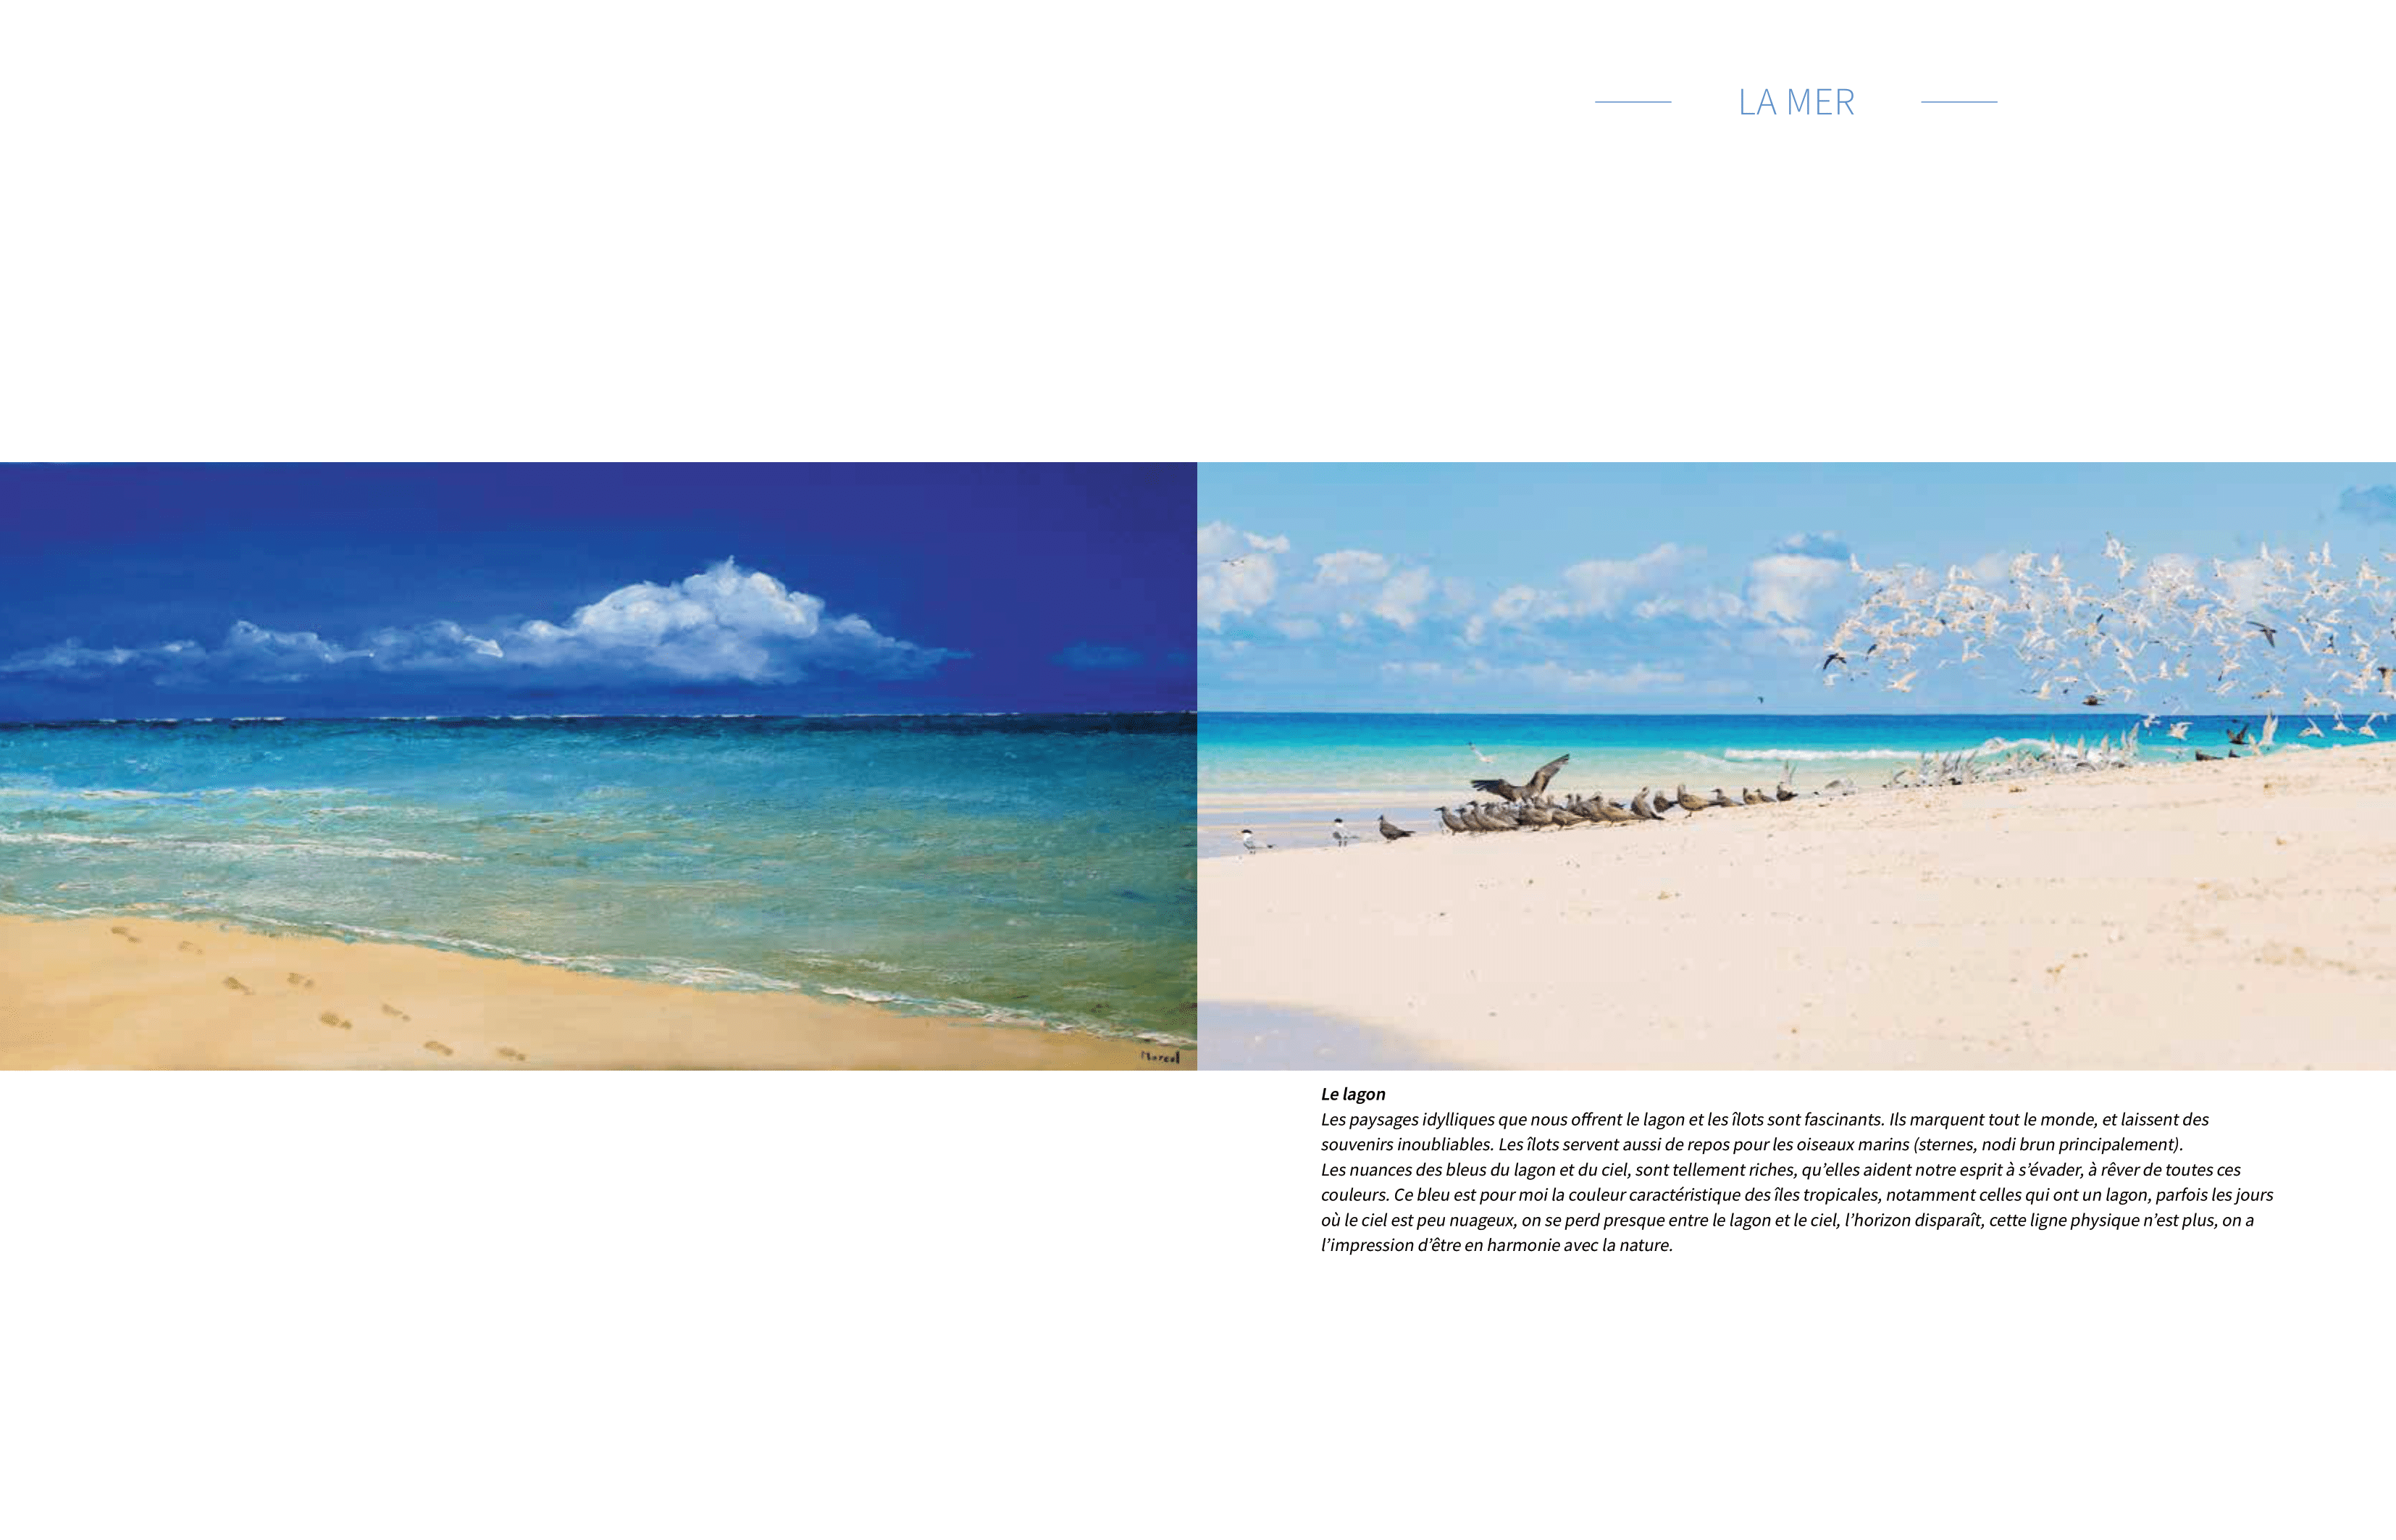 LA MER
Marcel
Le lagon
Les paysages idylliques que nous offrent le lagon et les îlots sont fascinants. Ils marquent tout le monde, et laissent des
souvenirs inoubliables. Les îlots servent aussi de repos pour les oiseaux marins (sternes, nodi brun principalement).
Les nuances des bleus du lagon et du ciel, sont tellement riches, qu’elles aident notre esprit à s’évader, à rêver de toutes ces
couleurs. Ce bleu est pour moi la couleur caractéristique des îles tropicales, notamment celles qui ont un lagon, parfois les jours
où le ciel est peu nuageux, on se perd presque entre le lagon et le ciel, l’horizon disparaît, cette ligne physique n’est plus, on a
l’impression d’être en harmonie avec la nature.